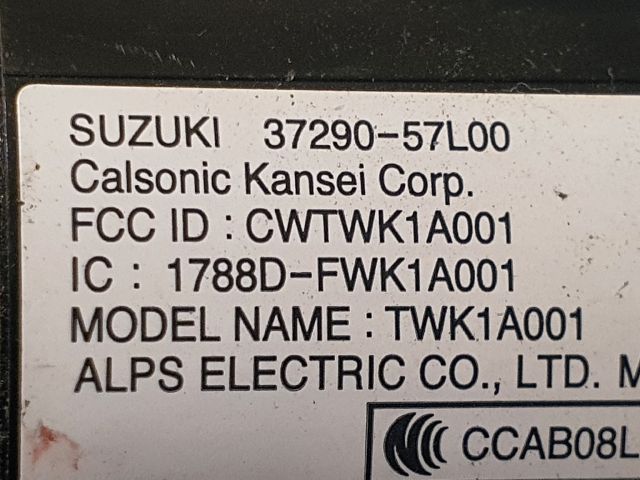 SUZUKI 37290-57L00
Calsonic Kansei Corp.
FCC ID : CWTWK1A001
IC : 1788D-FWK1A001
MODEL NAME : TWK1A001
ALPS ELECTRIC CO., LTD. M
CCAB08L